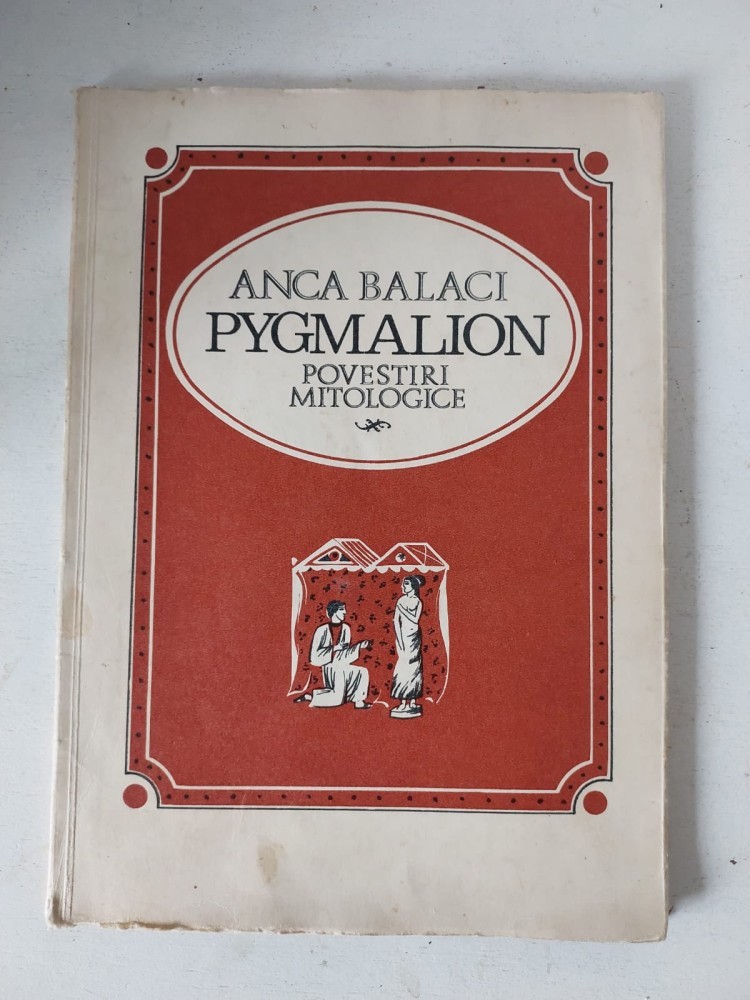 ANCA BALACI
PYGMALION
POVESTIRI
MITOLOGICE